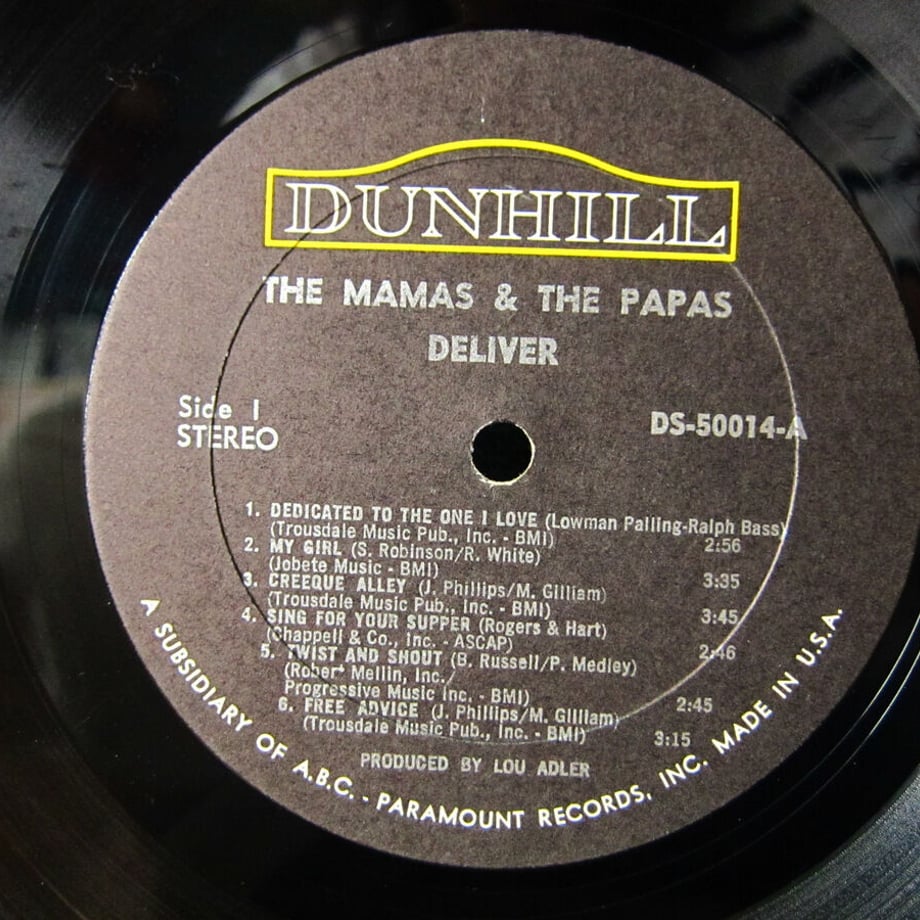 DUNHILL
THE MAMAS & THE PAPAS
DELIVER
Side 1
STEREO
DS-50014-A
1. DEDICATED TO THE ONE I LOVE (Lowman Palling-Ralph Bass)
(Trousdale Music Pub., Inc. - BMI) 2:56
2. MY GIRL (S. Robinson/R. White)
(Jobete Music - BMI) 3:35
3. CREEQUE ALLEY (J. Phillips/M. Gilliam)
(Trousdale Music Pub., Inc. - BMI) 3:45
4. SING FOR YOUR SUPPER (Rogers & Hart)
(Chappell & Co., Inc. - ASCAP) 2:46
5. TWIST AND SHOUT (B. Russell/P. Medley)
(Robert Mellin, Inc./
Progressive Music Inc. - BMI) 2:45
6. FREE ADVICE (J. Phillips/M. Gilliam)
(Trousdale Music Pub., Inc. - BMI) 3:15
PRODUCED BY LOU ADLER
A SUBSIDIARY OF A.B.C. - PARAMOUNT RECORDS, INC. MADE IN U.S.A.